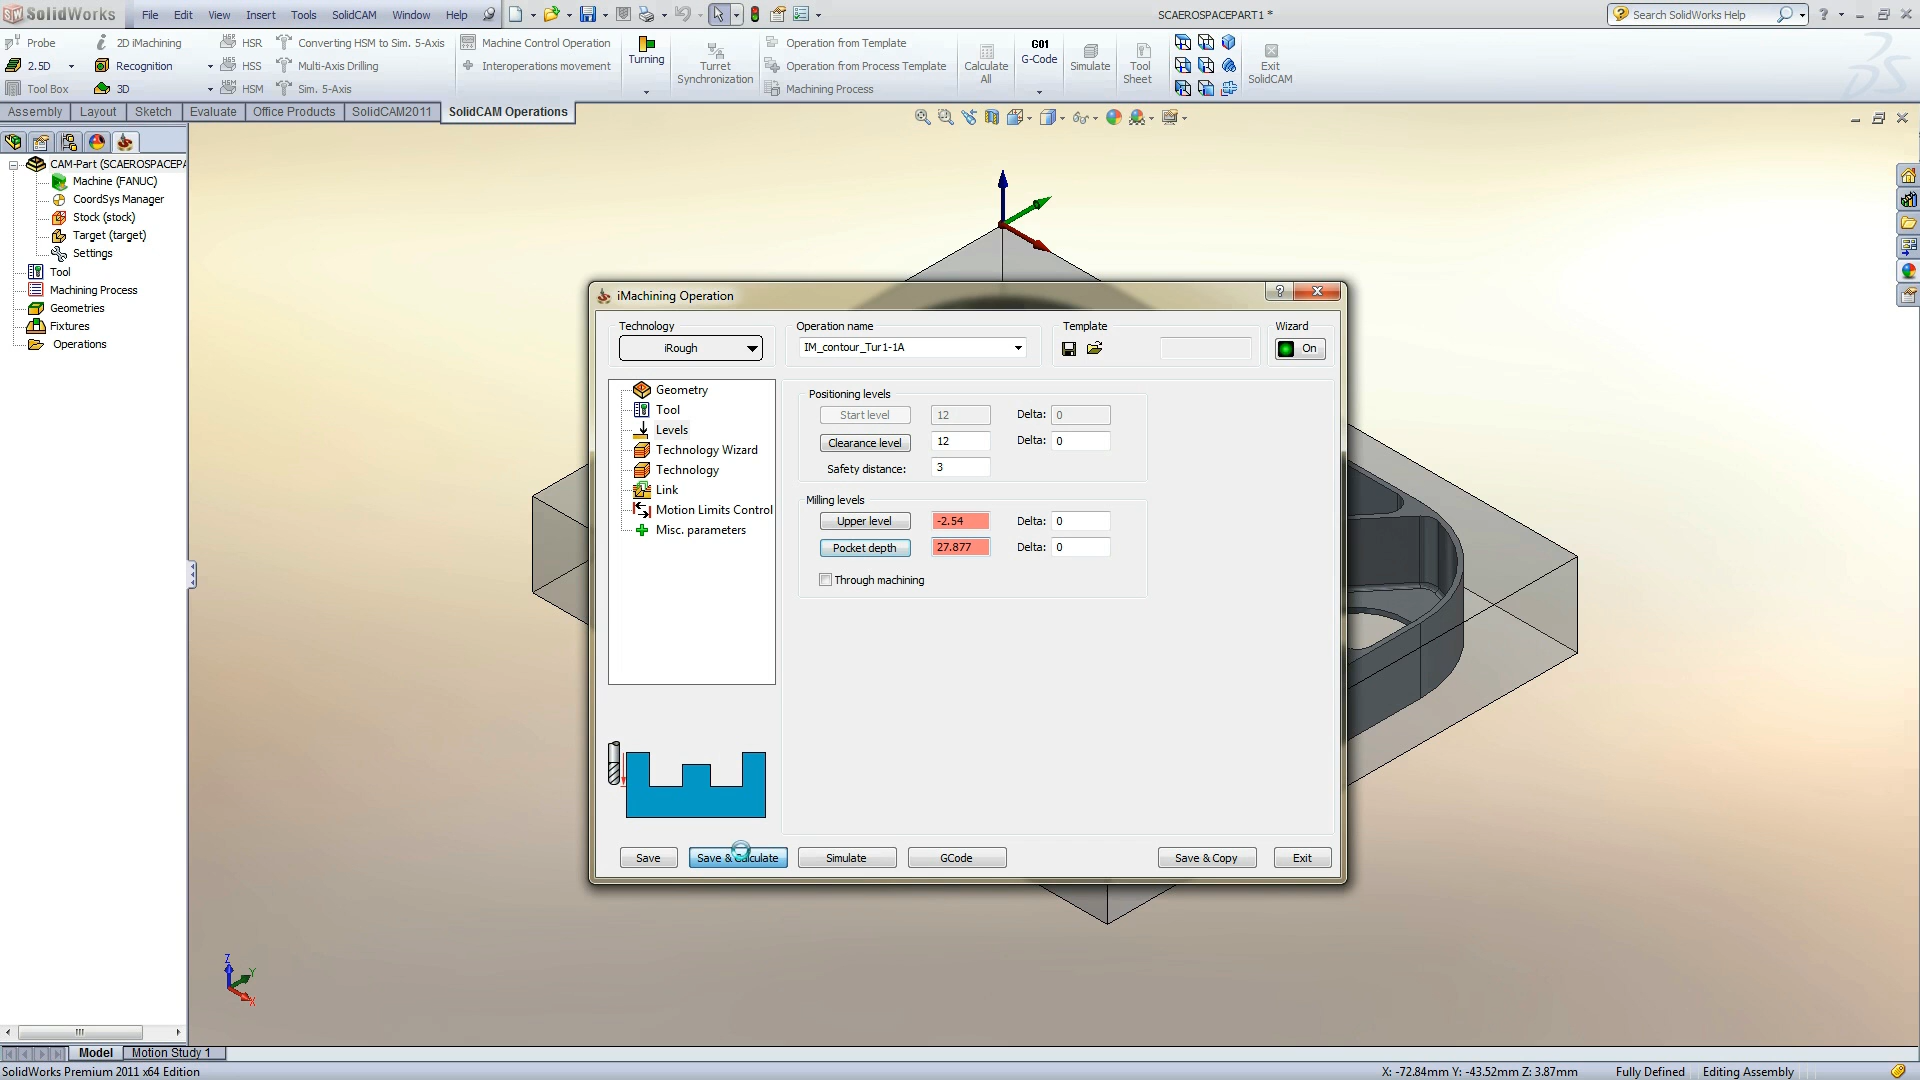 SolidWorks File Edit View Insert Tools SolidCAM Window Help SCAEROSPACEPART1 * Search SolidWorks Help
Probe 2D iMachining HSR Converting HSM to Sim. 5-Axis Machine Control Operation Operation from Template
2.5D Recognition HSS Multi-Axis Drilling Interoperations movement Operation from Process Template
Tool Box 3D HSM Sim. 5-Axis Machining Process
Turning
Turret Synchronization
Calculate All
G01 G-Code
Simulate
Tool Sheet
Exit SolidCAM
Assembly Layout Sketch Evaluate Office Products SolidCAM2011 SolidCAM Operations
CAM-Part (SCAEROSPACEPA
Machine (FANUC)
CoordSys Manager
Stock (stock)
Target (target)
Settings
Tool
Machining Process
Geometries
Fixtures
Operations
iMachining Operation
Technology Operation name Template Wizard
iRough IM_contour_Tur1-1A On
Geometry
Tool
Levels
Technology Wizard
Technology
Link
Motion Limits Control
Misc. parameters
Positioning levels
Start level 12 Delta: 0
Clearance level 12 Delta: 0
Safety distance: 3
Milling levels
Upper level -2.54 Delta: 0
Pocket depth 27.877 Delta: 0
Through machining
Save Save & Calculate Simulate GCode Save & Copy Exit
Z
Y
X
Model Motion Study 1
SolidWorks Premium 2011 x64 Edition X: -72.84mm Y: -43.52mm Z: 3.87mm Fully Defined Editing Assembly